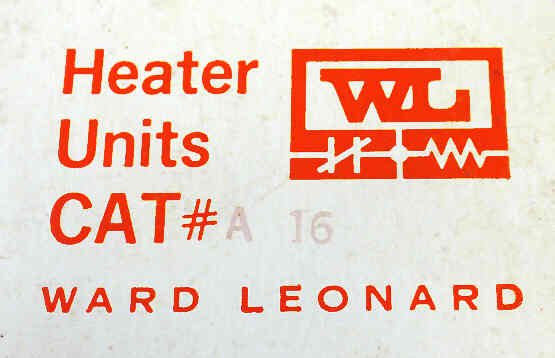 Heater
Units
CAT# A 16
WL
WARD LEONARD